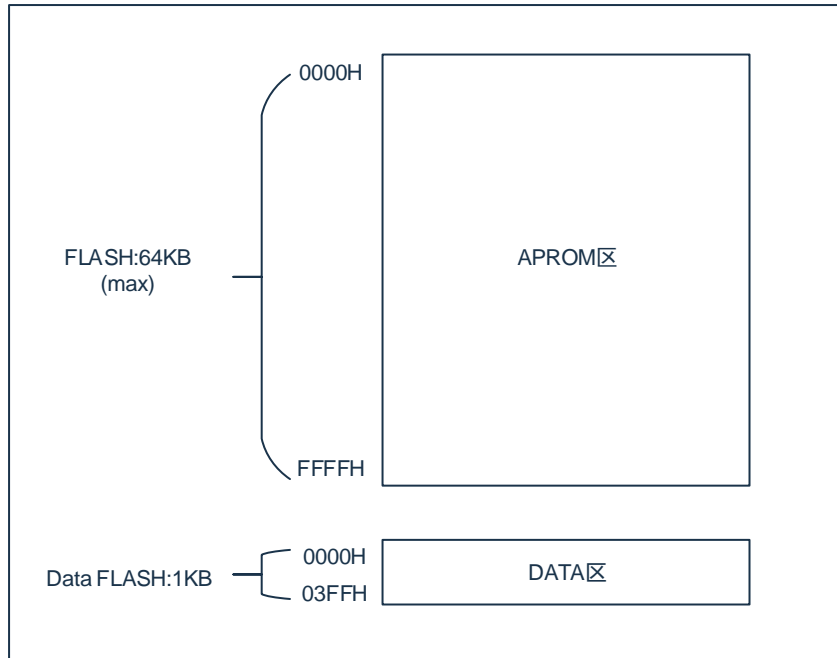 0000H
FLASH:64KB
(max)
APROM区
FFFFH
0000H
Data FLASH:1KB
DATA区
03FFH